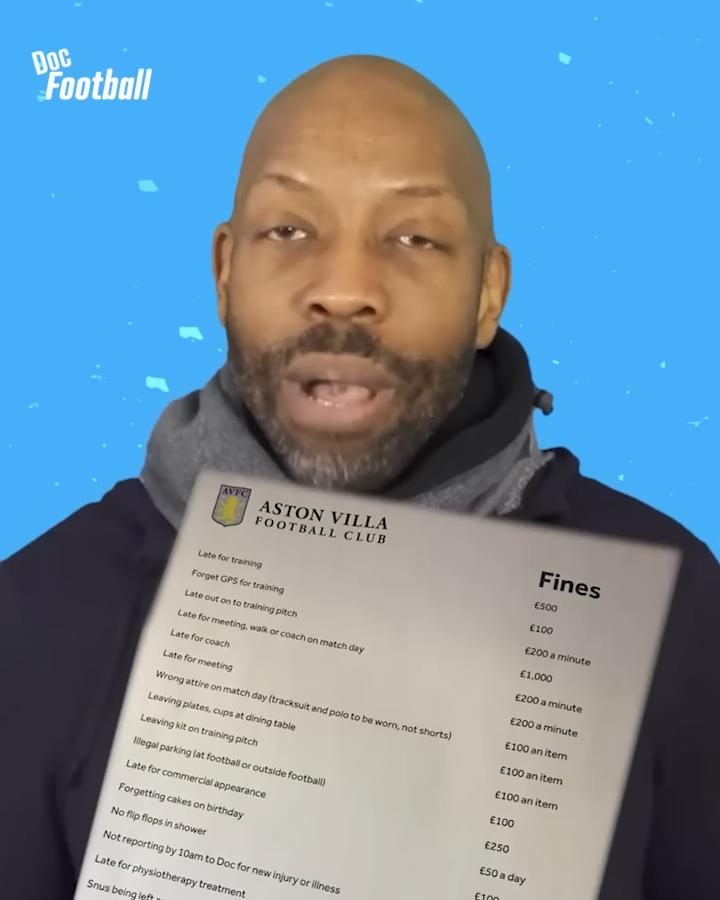 Doc
Football
AVFC
ASTON VILLA
FOOTBALL CLUB
Fines
Late for training £500
Forget GPS for training £100
Late out on to training pitch £200 a minute
Late for meeting, walk or coach on match day £1,000
Late for coach £200 a minute
Late for meeting £200 a minute
Wrong attire on match day (tracksuit and polo to be worn, not shorts) £100 an item
Leaving plates, cups at dining table £100 an item
Leaving kit on training pitch £100 an item
Illegal parking (at football or outside football) £100
Late for commercial appearance £250
Forgetting cakes on birthday £50 a day
No flip flops in shower £100
Not reporting by 10am to Doc for new injury or illness
Late for physiotherapy treatment
Snus being left